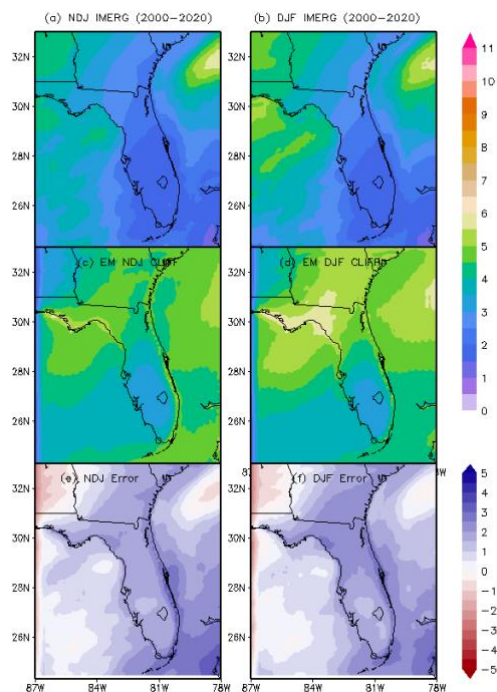 (a) NDJ IMERG (2000-2020)
(b) DJF IMERG (2000-2020)
32N
30N
28N
26N
32N
30N
28N
26N
11
10
9
8
7
6
5
4
3
2
1
0
(c) EM NDJ
(d) EM DJF
32N
30N
28N
26N
32N
30N
28N
26N
(e) NDJ Error
(f) DJF Error
32N
30N
28N
26N
32N
30N
28N
26N
5
4
3
2
1
0
-1
-2
-3
-4
-5
87W
84W
81W
78W
87W
84W
81W
78W